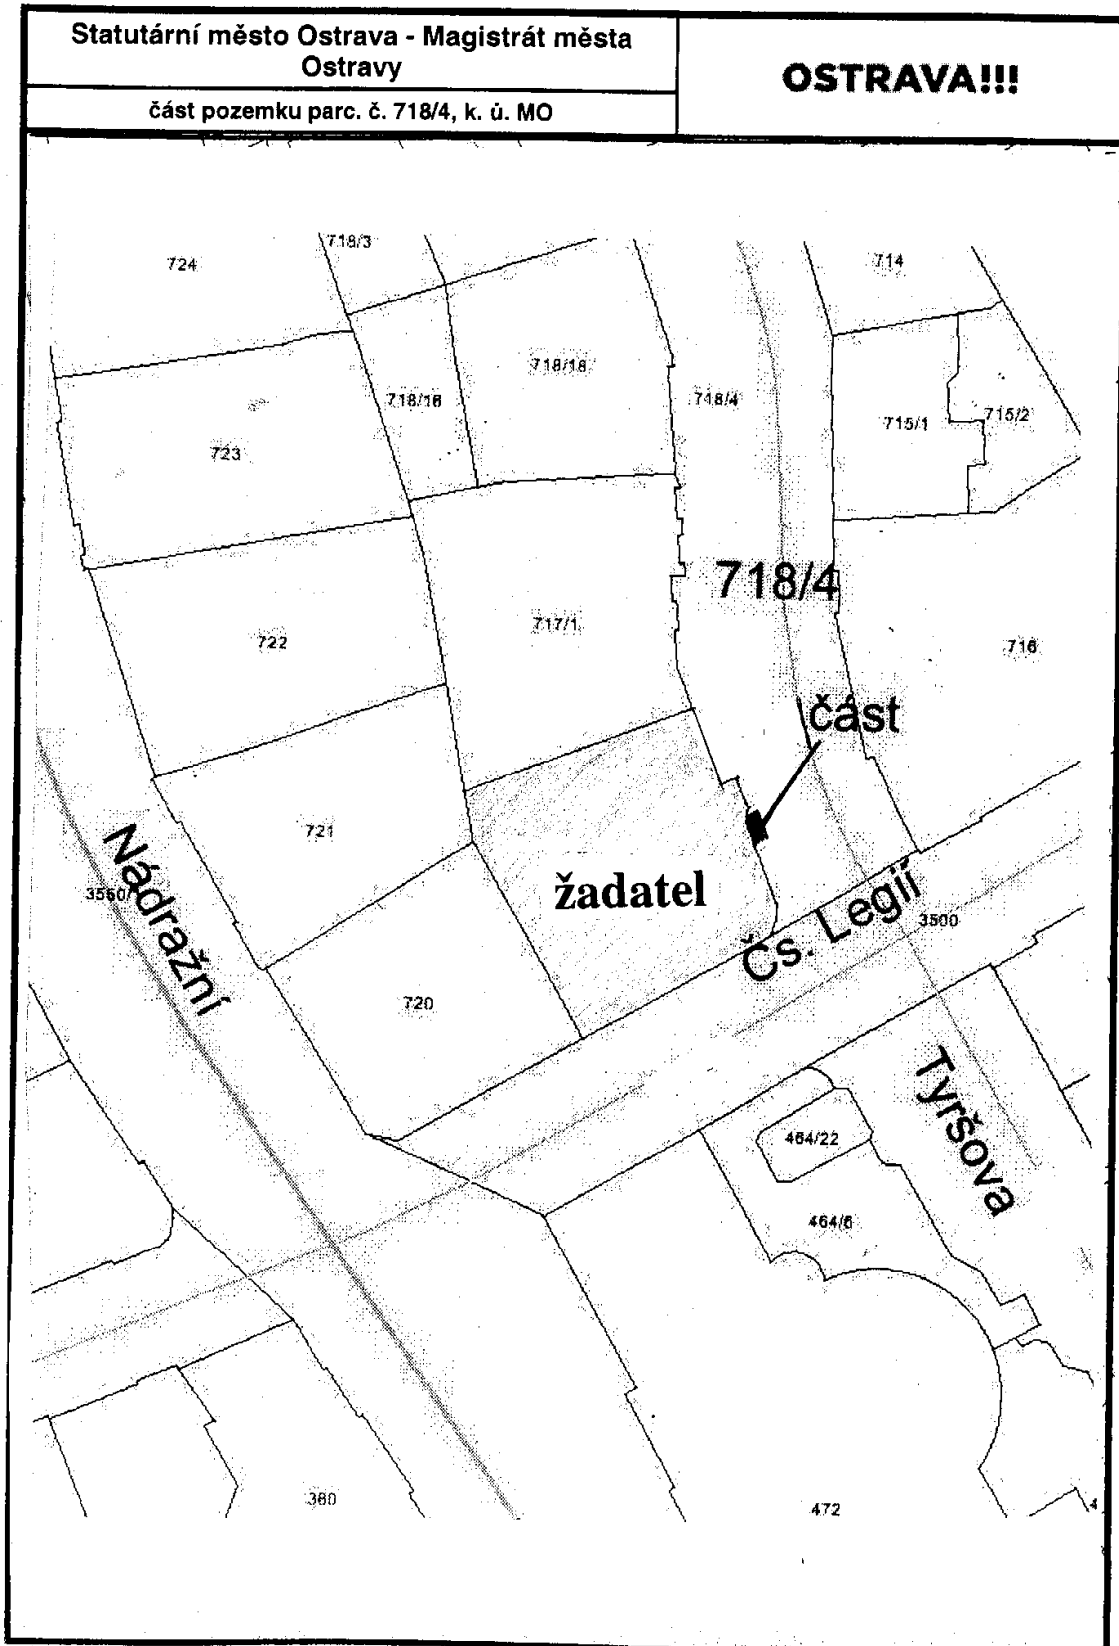 Statutární město Ostrava - Magistrát města
Ostravy
část pozemku parc. č. 718/4, k. ú. MO
OSTRAVA!!!
718/3
724
714
718/18
718/16
718/4
715/1
715/2
723
718/4
722
717/1
716
část
721
Nádražní
žadatel
Čs. Legií
3500
720
Tyršova
464/22
464/6
380
472
4